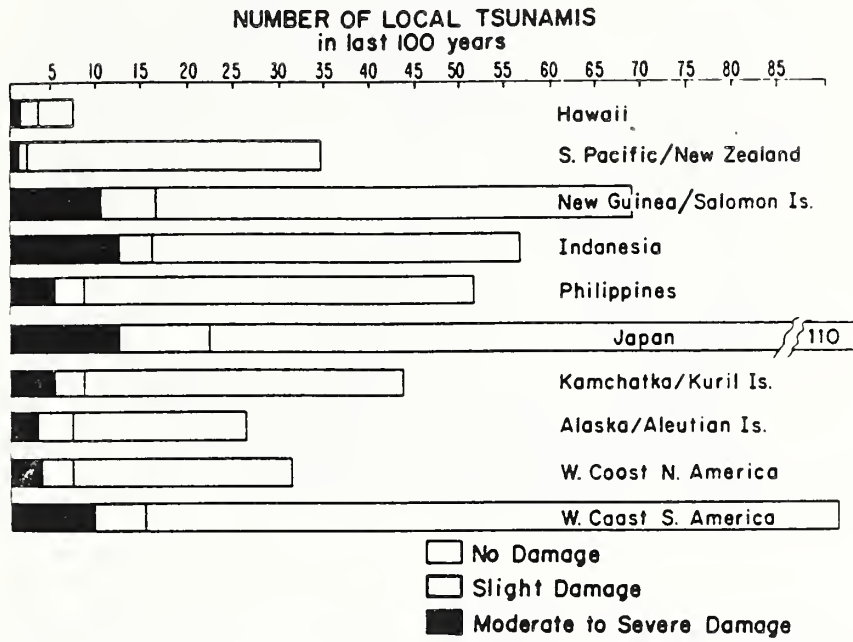 NUMBER OF LOCAL TSUNAMIS
in last 100 years
5 10 15 20 25 30 35 40 45 50 55 60 65 70 75 80 85
Hawaii
S. Pacific/New Zealand
New Guinea/Salomon Is.
Indanesia
Philippines
Japan 110
Kamchatka/Kuril Is.
Alaska/Aleutian Is.
W. Coost N. America
W. Caast S. America
No Damage
Slight Damage
Moderate to Severe Damage